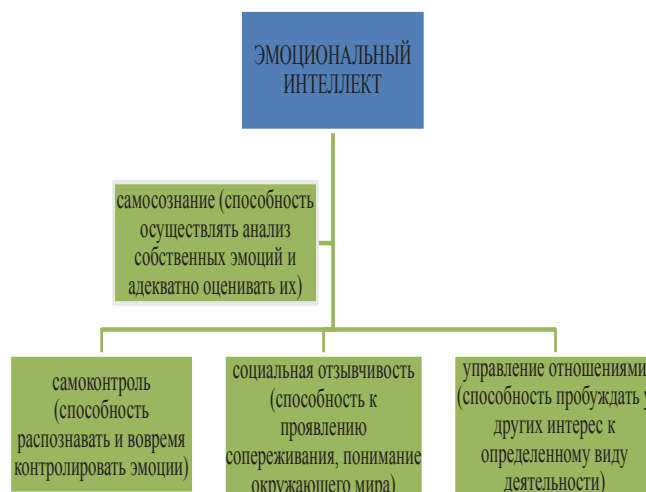 ЭМОЦИОНАЛЬНЫЙ
ИНТЕЛЛЕКТ
самосознание (способность
осуществлять анализ
собственных эмоций и
адекватно оценивать их)
самоконтроль
(способность
распознавать и вовремя
контролировать эмоции)
социальная отзывчивость
(способность к
проявлению
сопереживания, понимание
окружающего мира)
управление отношениями
(способность пробуждать у
других интерес к
определенному виду
деятельности)